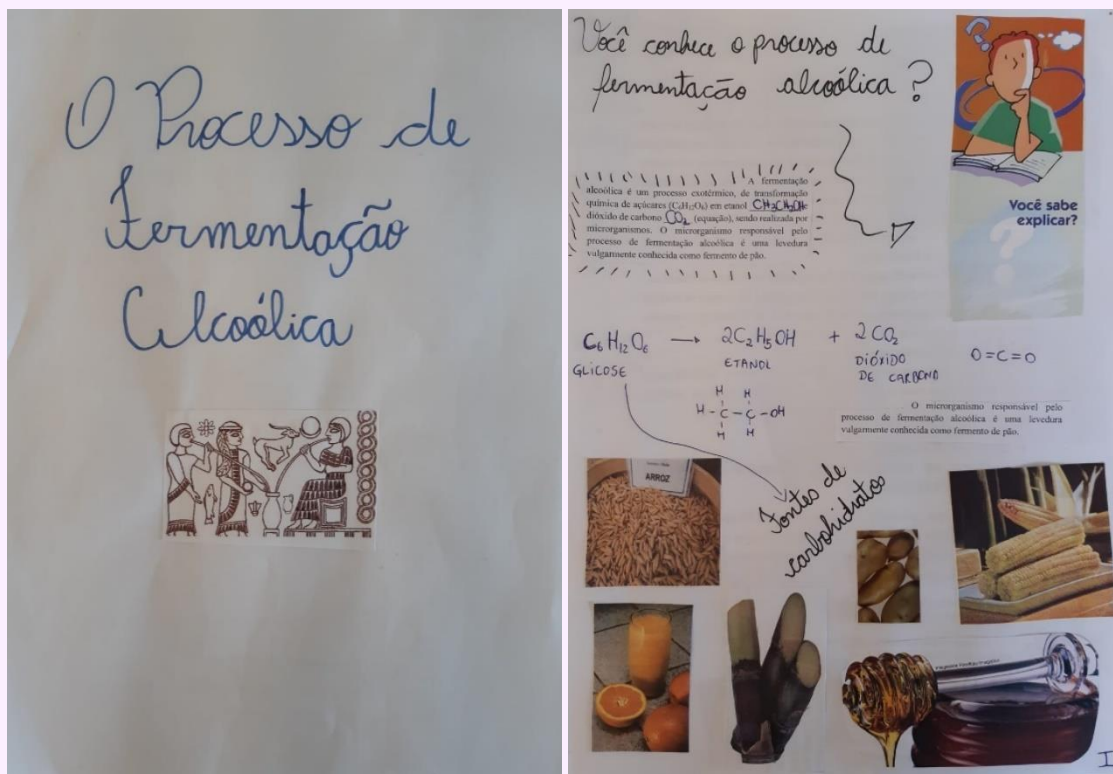 O Processo de
Fermentação
Alcoólica
Você conhece o processo de
fermentação alcoólica?
Você sabe
explicar?
A fermentação
alcoólica é um processo exotérmico, de transformação
química de açúcares (C₆H₁₂O₆) em etanol CH₃CH₂OH e
dióxido de carbono CO₂ (equação), sendo realizada por
microrganismos. O microrganismo responsável pelo
processo de fermentação alcoólica é uma levedura
vulgarmente conhecida como fermento de pão.
C₆H₁₂O₆ → 2C₂H₅OH + 2CO₂
GLICOSE ETANOL DIÓXIDO
DE CARBONO
O=C=O
H H
H-C-C-OH
H H
O microrganismo responsável pelo
processo de fermentação alcoólica é uma levedura
vulgarmente conhecida como fermento de pão.
Fontes de
carbohidratos
ARROZ
I